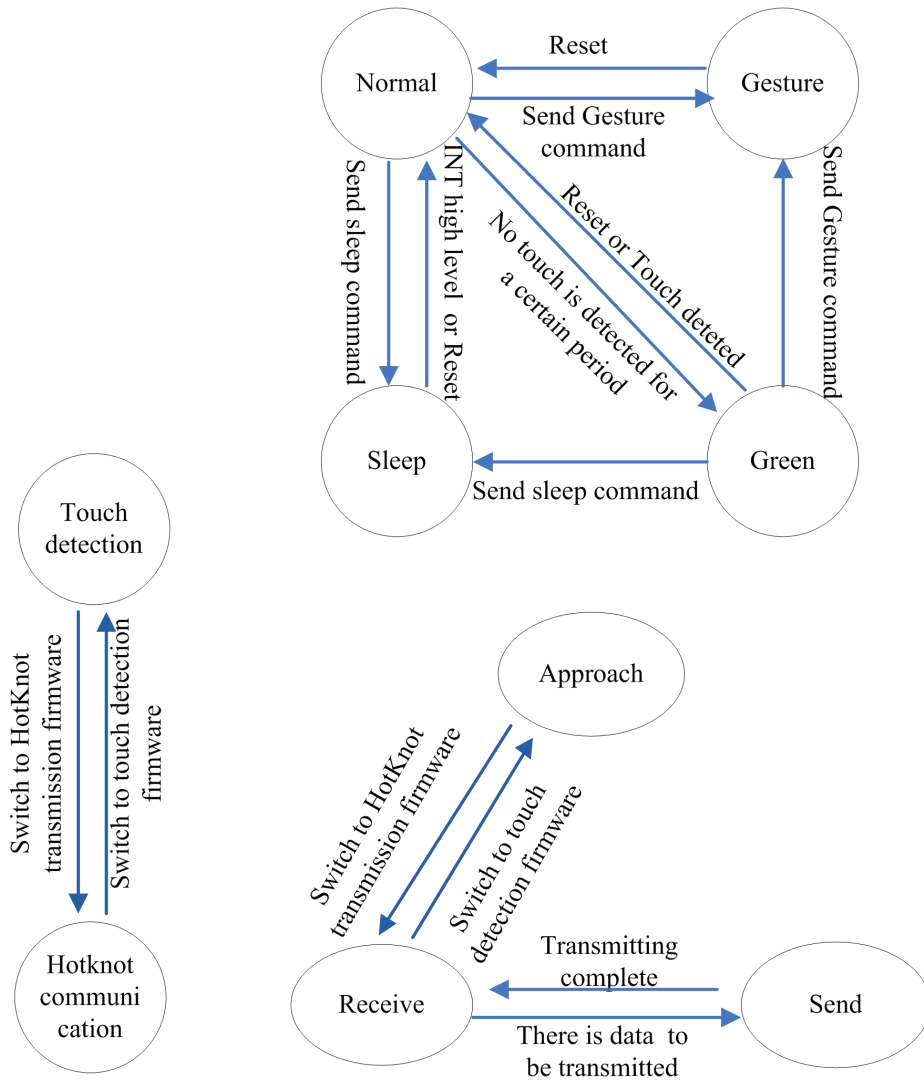 Reset
Normal
Gesture
Send Gesture
command
Send sleep command
INT high level  or Reset
Reset or Touch deteted
No touch is detected for
a certain period
Send Gesture command
Sleep
Green
Send sleep command
Touch
detection
Switch to HotKnot
transmission firmware
Switch to touch detection
firmware
Hotknot
communi
cation
Approach
Switch to HotKnot
transmission firmware
Switch to touch
detection firmware
Transmitting
complete
Receive
Send
There is data  to
be transmitted